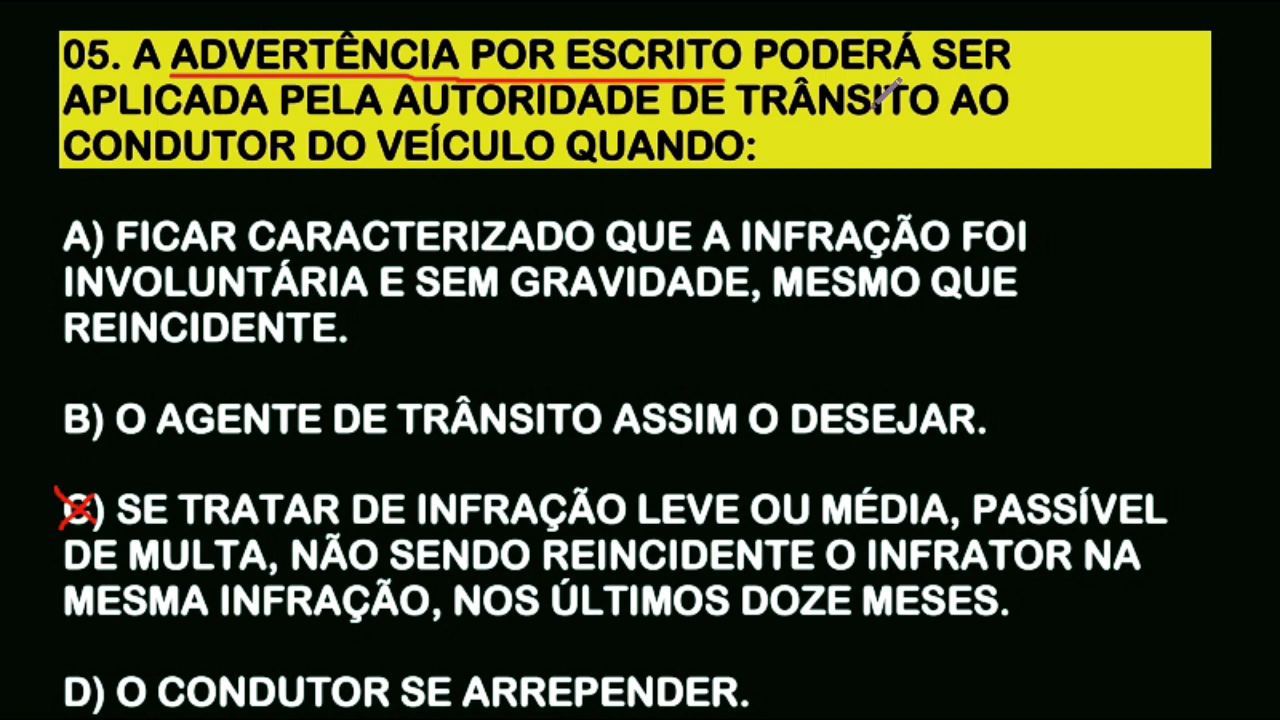 05. A ADVERTÊNCIA POR ESCRITO PODERÁ SER
APLICADA PELA AUTORIDADE DE TRÂNSITO AO
CONDUTOR DO VEÍCULO QUANDO:
A) FICAR CARACTERIZADO QUE A INFRAÇÃO FOI
INVOLUNTÁRIA E SEM GRAVIDADE, MESMO QUE
REINCIDENTE.
B) O AGENTE DE TRÂNSITO ASSIM O DESEJAR.
C) SE TRATAR DE INFRAÇÃO LEVE OU MÉDIA, PASSÍVEL
DE MULTA, NÃO SENDO REINCIDENTE O INFRATOR NA
MESMA INFRAÇÃO, NOS ÚLTIMOS DOZE MESES.
D) O CONDUTOR SE ARREPENDER.